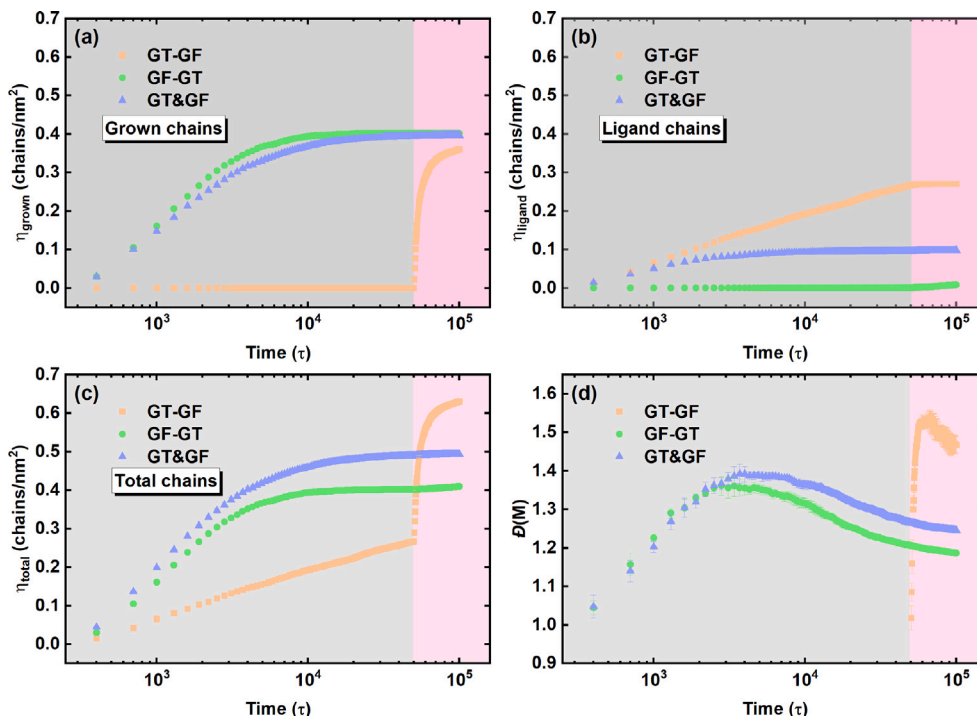 (a)
GT-GF
GF-GT
GT&GF
Grown chains
η_grown (chains/nm²)
0.7
0.6
0.5
0.4
0.3
0.2
0.1
0.0
10³
10⁴
10⁵
Time (τ)
(b)
GT-GF
GF-GT
GT&GF
Ligand chains
η_ligand (chains/nm²)
0.7
0.6
0.5
0.4
0.3
0.2
0.1
0.0
10³
10⁴
10⁵
Time (τ)
(c)
GT-GF
GF-GT
GT&GF
Total chains
η_total (chains/nm²)
0.7
0.6
0.5
0.4
0.3
0.2
0.1
0.0
10³
10⁴
10⁵
Time (τ)
(d)
GT-GF
GF-GT
GT&GF
Đ(M)
1.6
1.5
1.4
1.3
1.2
1.1
1.0
0.9
10³
10⁴
10⁵
Time (τ)